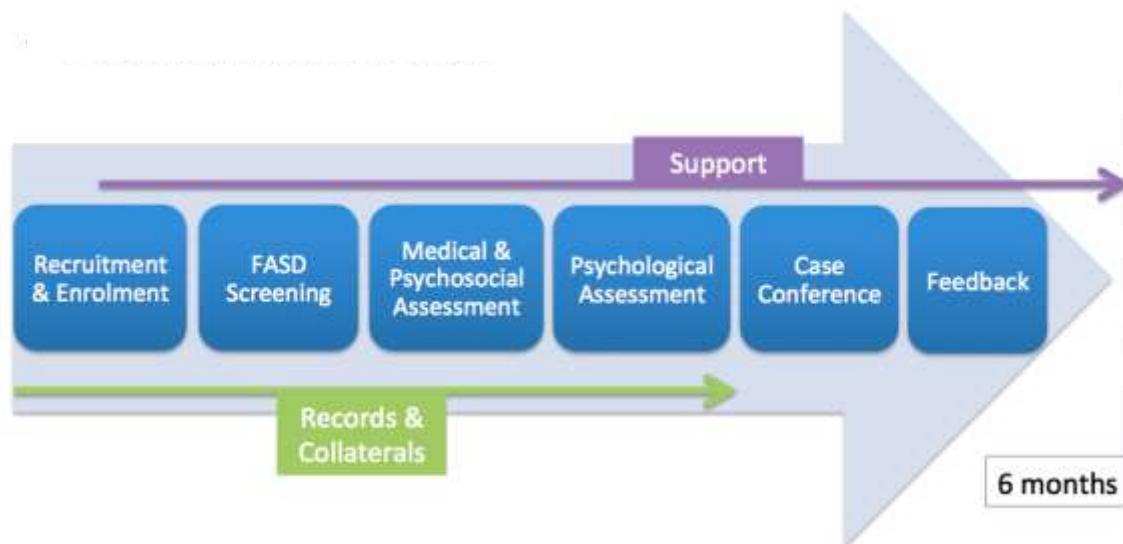 Support
Recruitment
& Enrolment
FASD
Screening
Medical &
Psychosocial
Assessment
Psychological
Assessment
Case
Conference
Feedback
Records &
Collaterals
6 months